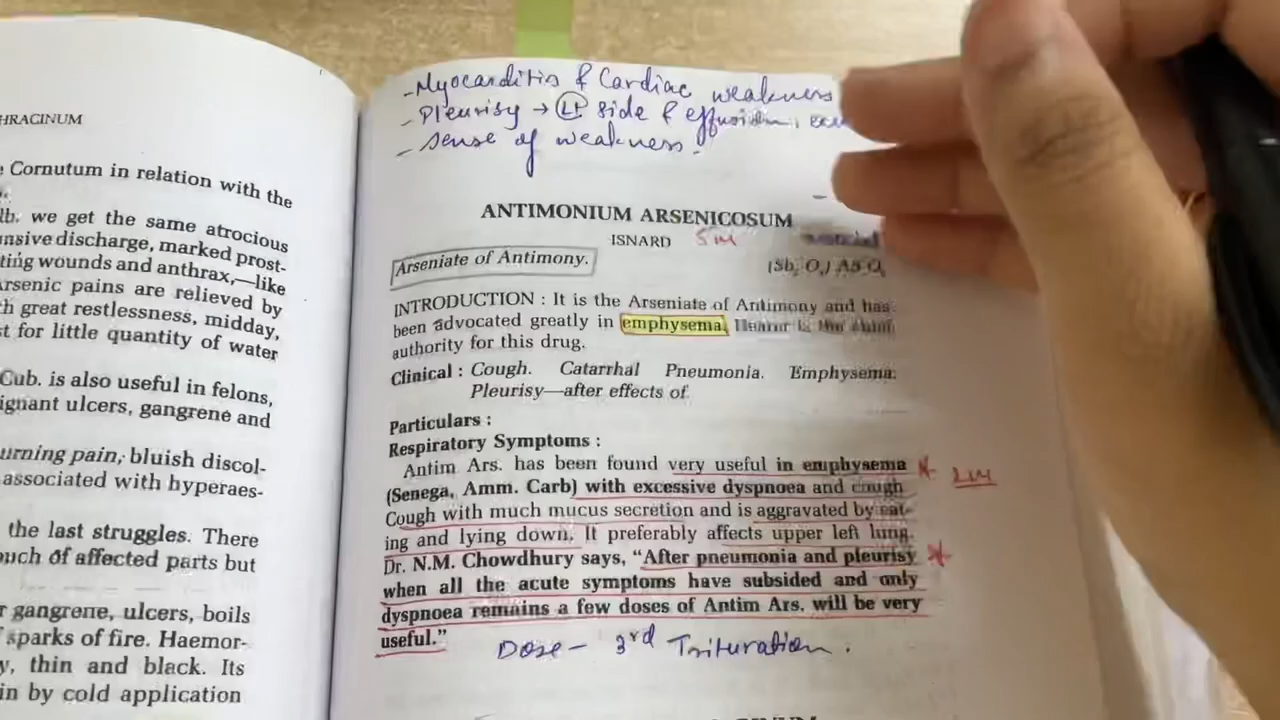 HRACINUM
Cornutum in relation with the
lb. we get the same atrocious
nsive discharge, marked prost-
ting wounds and anthrax,—like
Arsenic pains are relieved by
th great restlessness, midday,
st for little quantity of water
Cub. is also useful in felons,
ignant ulcers, gangrene and
urning pain, bluish discol-
associated with hyperaes-
the last struggles. There
ouch of affected parts but
r gangrene, ulcers, boils
sparks of fire. Haemor-
y, thin and black. Its
in by cold application
- Myocarditis & Cardiac weakness
- Pleurisy → Lt side & effusion,
- Sense of weakness.
ANTIMONIUM ARSENICOSUM
ISNARD
Arseniate of Antimony.
INTRODUCTION : It is the Arseniate of Antimony and has
been advocated greatly in emphysema.
authority for this drug.
Clinical : Cough. Catarrhal Pneumonia. Emphysema.
Pleurisy—after effects of.
Particulars :
Respiratory Symptoms :
Antim Ars. has been found very useful in emphysema
(Senega, Amm. Carb) with excessive dyspnoea and cough
Cough with much mucus secretion and is aggravated by eat-
ing and lying down. It preferably affects upper left lung.
Dr. N.M. Chowdhury says, “After pneumonia and pleurisy
when all the acute symptoms have subsided and only
dyspnoea remains a few doses of Antim Ars. will be very
useful.”
Dose - 3rd Trituration.